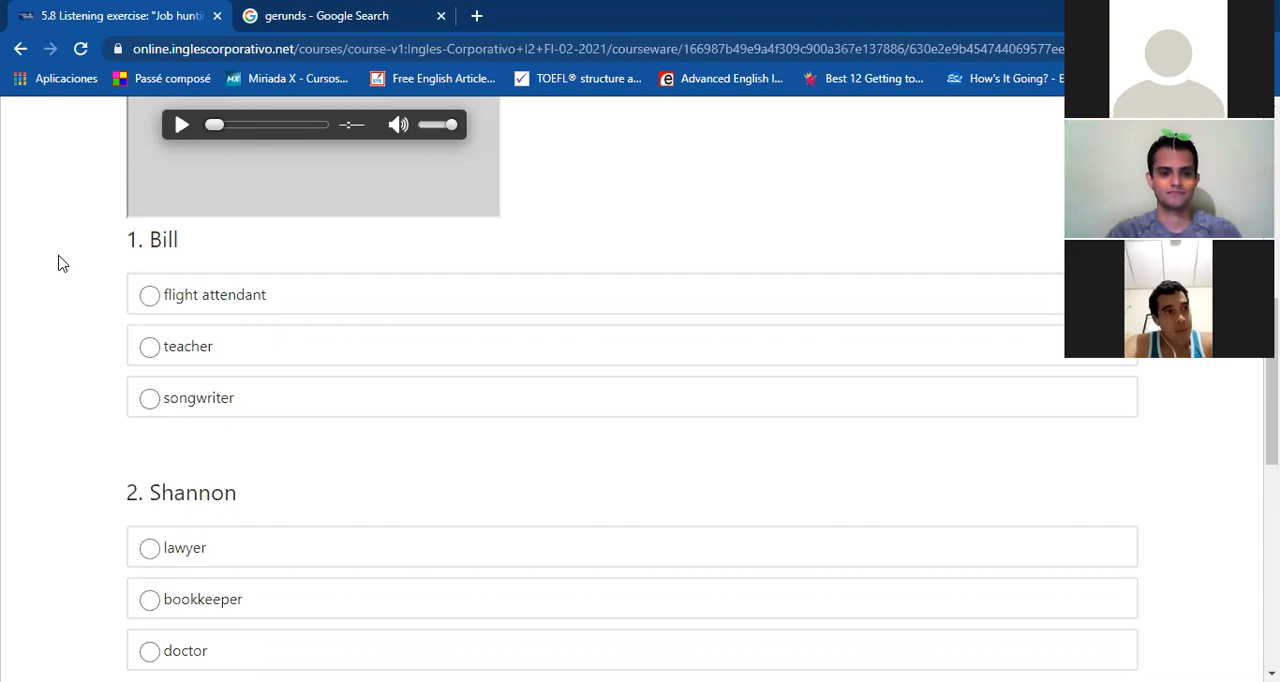 5.8 Listening exercise: "Job hunti
gerunds - Google Search
online.inglescorporativo.net/courses/course-v1:Ingles-Corporativo+I2+FI-02-2021/courseware/166987b49e9a4f309c900a367e137886/630e2e9b454744069577ee
Aplicaciones
Passé composé
Miriada X - Cursos...
Free English Article...
TOEFL® structure a...
Advanced English l...
Best 12 Getting to...
How's It Going? - E
1. Bill
flight attendant
teacher
songwriter
2. Shannon
lawyer
bookkeeper
doctor